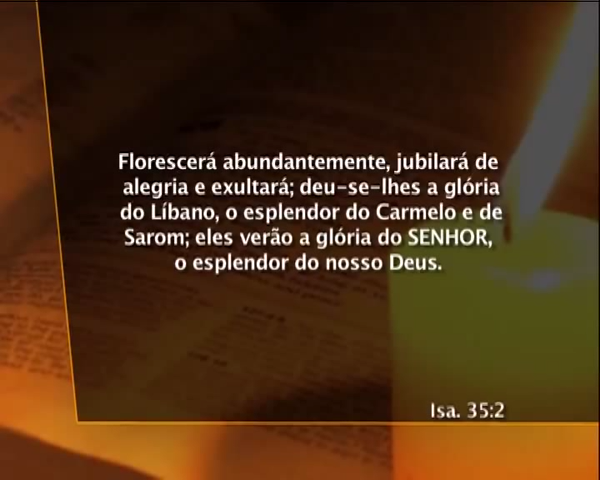 Florescerá abundantemente, jubilará de
alegria e exultará; deu-se-lhes a glória
do Líbano, o esplendor do Carmelo e de
Sarom; eles verão a glória do SENHOR,
o esplendor do nosso Deus.
Isa. 35:2